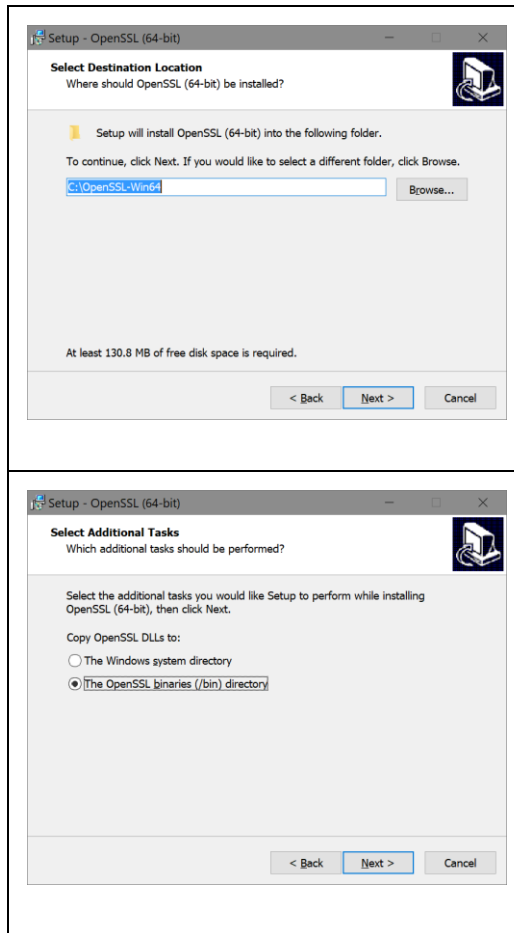 Setup - OpenSSL (64-bit)
Select Destination Location
Where should OpenSSL (64-bit) be installed?
Setup will install OpenSSL (64-bit) into the following folder.
To continue, click Next. If you would like to select a different folder, click Browse.
C:\OpenSSL-Win64
Browse...
At least 130.8 MB of free disk space is required.
< Back Next > Cancel
Setup - OpenSSL (64-bit)
Select Additional Tasks
Which additional tasks should be performed?
Select the additional tasks you would like Setup to perform while installing
OpenSSL (64-bit), then click Next.
Copy OpenSSL DLLs to:
The Windows system directory
The OpenSSL binaries (/bin) directory
< Back Next > Cancel